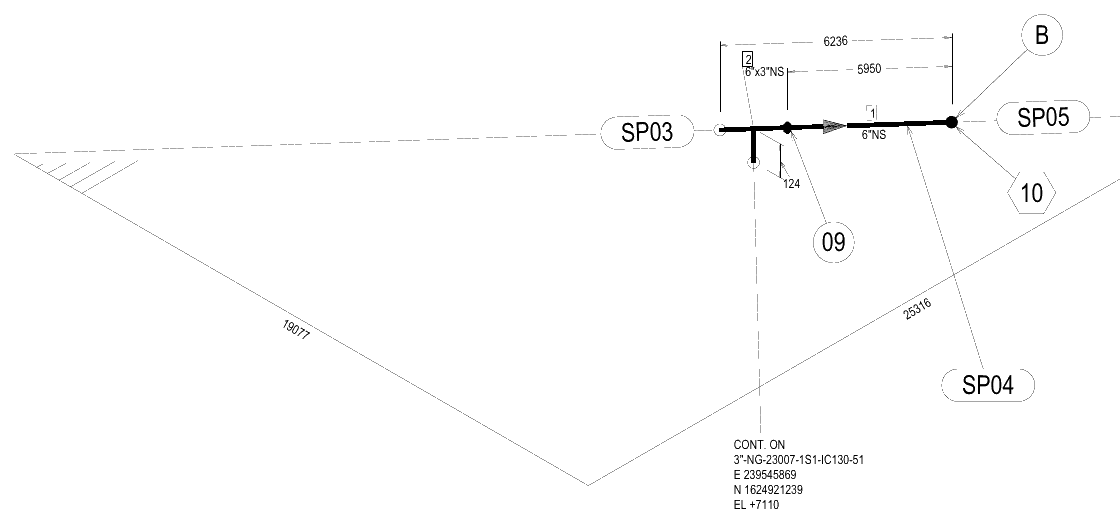 6236
B
2
6"x3"NS
5950
1
SP03
SP05
6"NS
124
10
09
19077
25316
SP04
CONT. ON
3"-NG-23007-1S1-IC130-51
E 239545869
N 1624921239
EL +7110